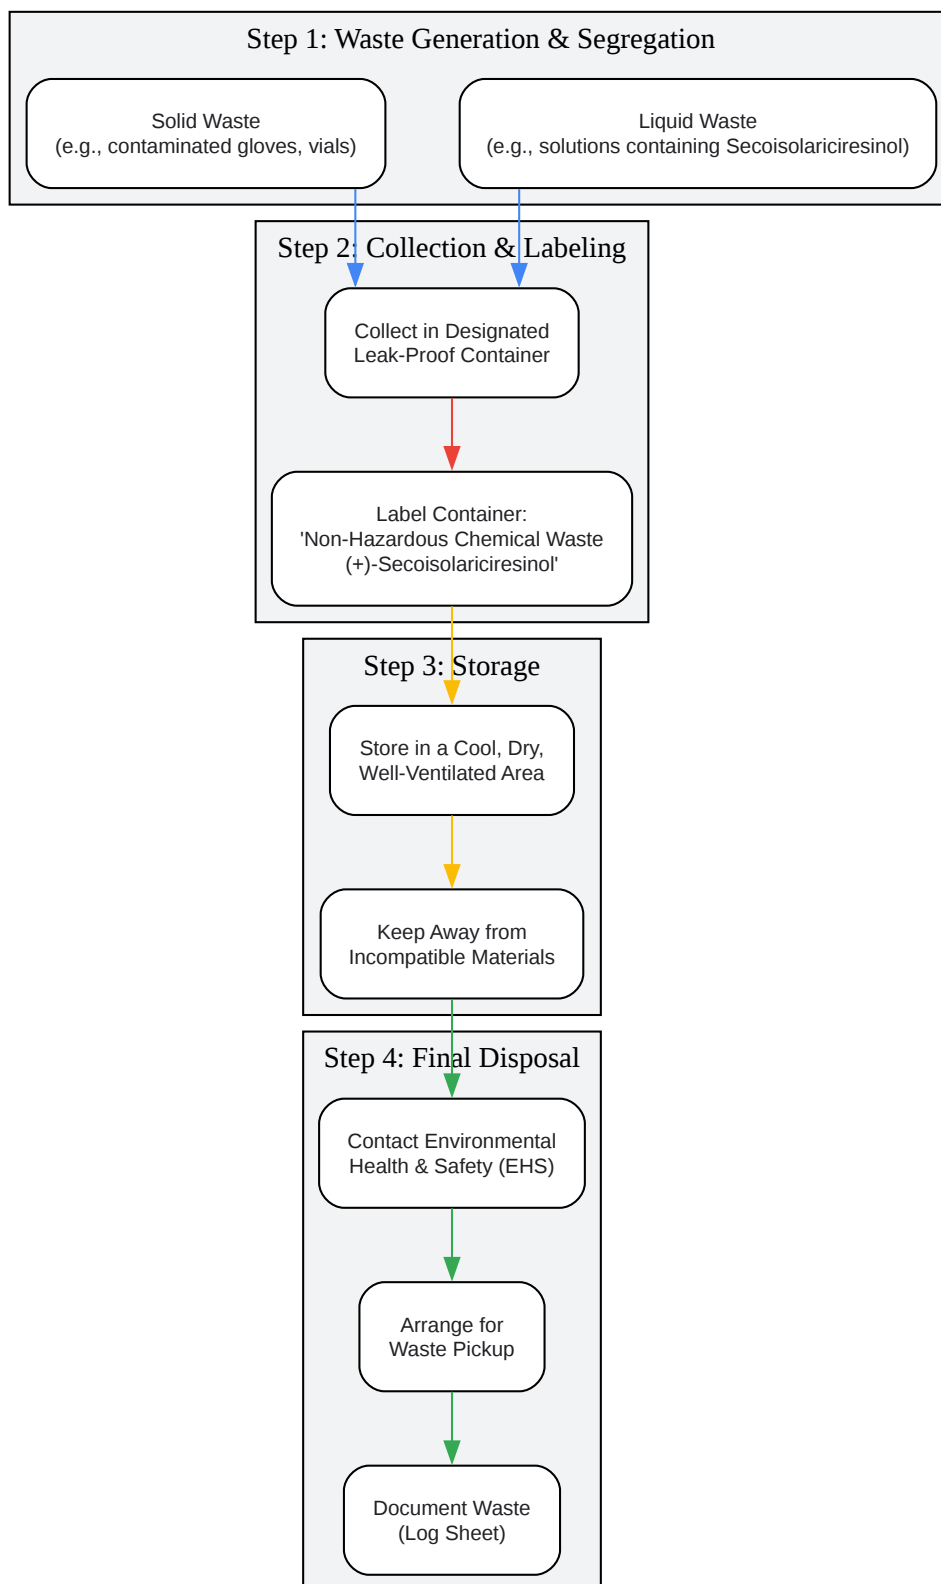 Step 1: Waste Generation & Segregation
Solid Waste
(e.g., contaminated gloves, vials)
Liquid Waste
(e.g., solutions containing Secoisolariciresinol)
Step 2: Collection & Labeling
Collect in Designated
Leak-Proof Container
Label Container:
'Non-Hazardous Chemical Waste
(+)-Secoisolariciresinol'
Step 3: Storage
Store in a Cool, Dry,
Well-Ventilated Area
Keep Away from
Incompatible Materials
Step 4: Final Disposal
Contact Environmental
Health & Safety (EHS)
Arrange for
Waste Pickup
Document Waste
(Log Sheet)